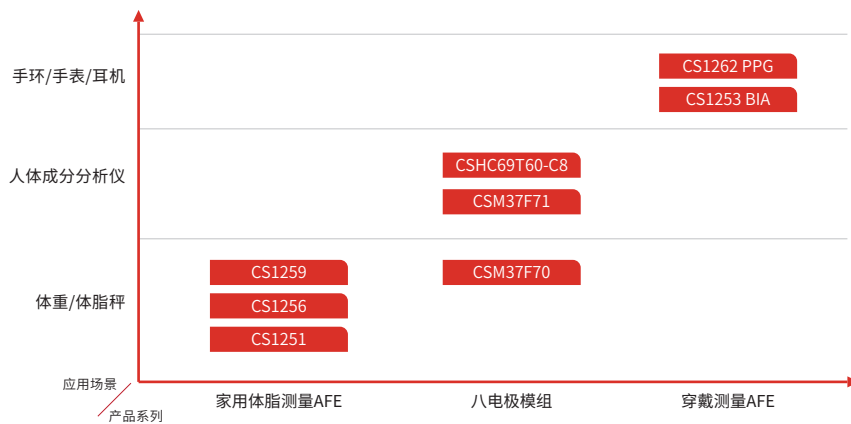 手环/手表/耳机
CS1262 PPG
CS1253 BIA
人体成分分析仪
CSHC69T60-C8
CSM37F71
体重/体脂秤
CS1259
CSM37F70
CS1256
CS1251
应用场景
产品系列
家用体脂测量AFE
八电极模组
穿戴测量AFE